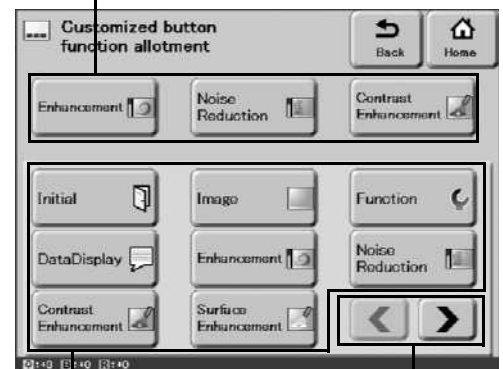 Customized button
function allotment
Back
Home
Enhancement
Noise
Reduction
Contrast
Enhancement
Initial
Image
Function
DataDisplay
Enhancement
Noise
Reduction
Contrast
Enhancement
Surface
Enhancement